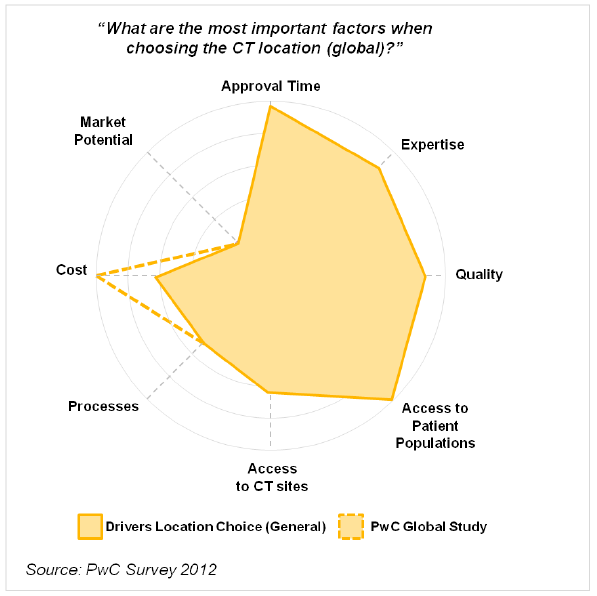 “What are the most important factors when
choosing the CT location (global)?”
Approval Time
Market
Potential
Expertise
Cost
Quality
Processes
Access to
Patient
Populations
Access
to CT sites
Drivers Location Choice (General)
PwC Global Study
Source: PwC Survey 2012